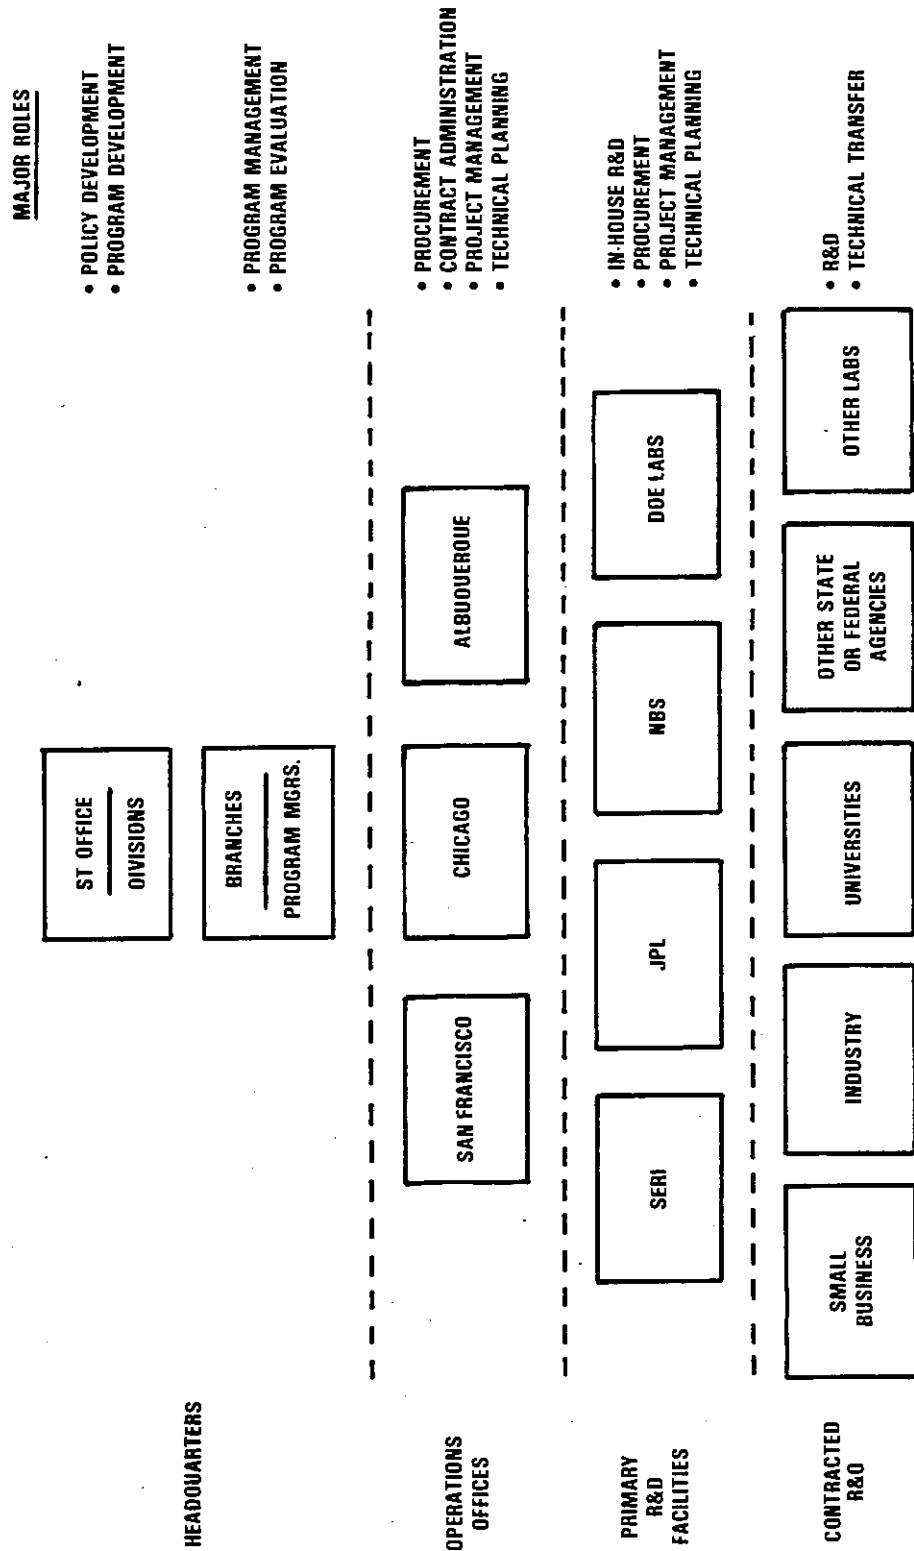 MAJOR ROLES
HEADQUARTERS
ST OFFICE
DIVISIONS
• POLICY DEVELOPMENT
• PROGRAM DEVELOPMENT
BRANCHES
PROGRAM MGRS.
• PROGRAM MANAGEMENT
• PROGRAM EVALUATION
OPERATIONS
OFFICES
SAN FRANCISCO
CHICAGO
ALBUQUERQUE
• PROCUREMENT
• CONTRACT ADMINISTRATION
• PROJECT MANAGEMENT
• TECHNICAL PLANNING
PRIMARY
R&D
FACILITIES
SERI
JPL
NBS
DOE LABS
• IN-HOUSE R&D
• PROCUREMENT
• PROJECT MANAGEMENT
• TECHNICAL PLANNING
CONTRACTED
R&D
SMALL
BUSINESS
INDUSTRY
UNIVERSITIES
OTHER STATE
OR FEDERAL
AGENCIES
OTHER LABS
• R&D
• TECHNICAL TRANSFER